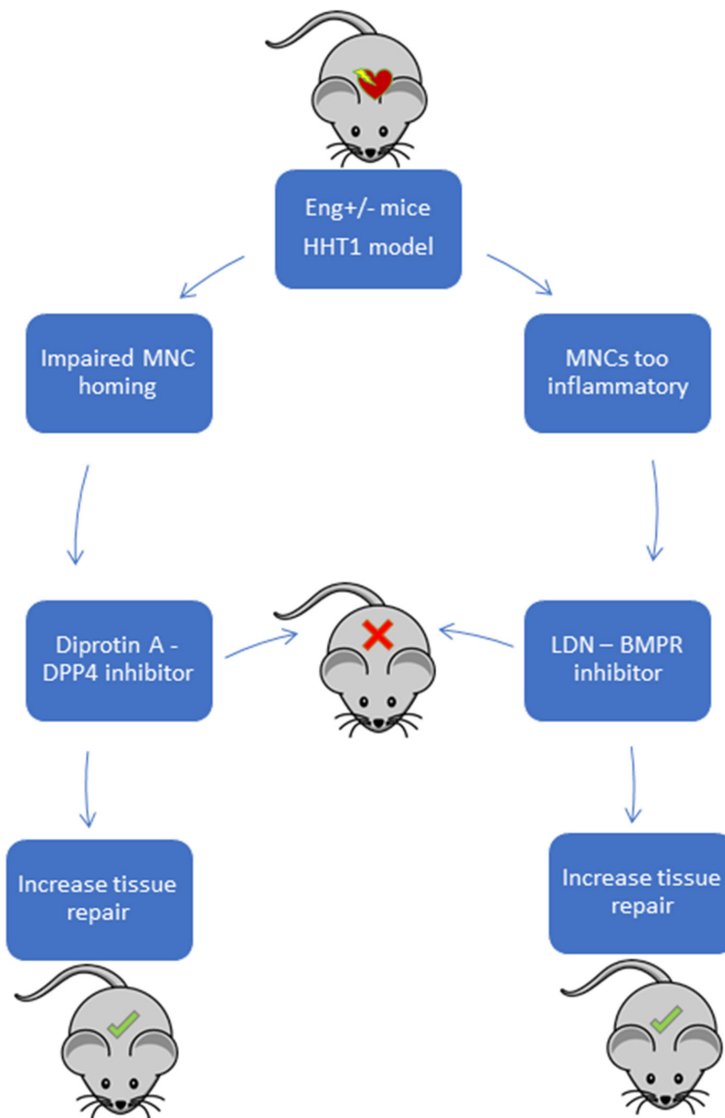 Eng+/- mice
HHT1 model
Impaired MNC
homing
MNCs too
inflammatory
Diprotin A -
DPP4 inhibitor
LDN – BMPR
inhibitor
Increase tissue
repair
Increase tissue
repair